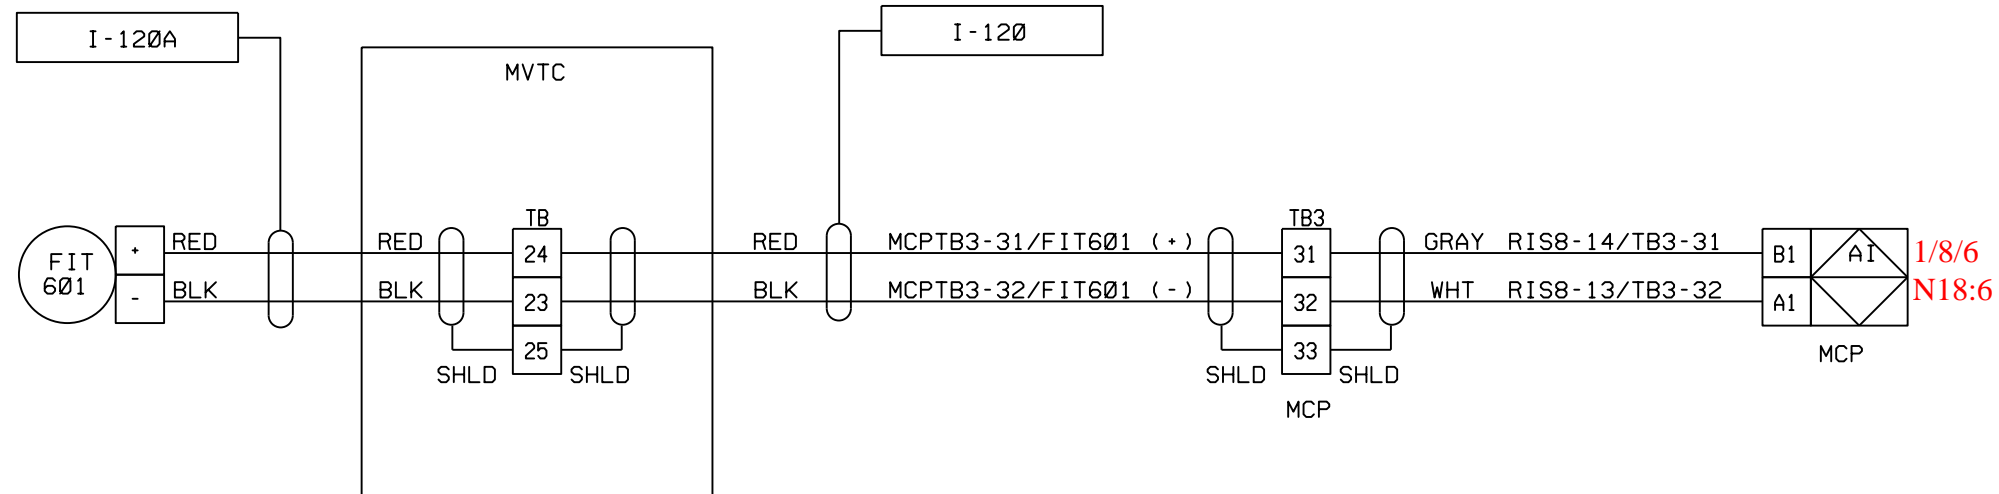 I-120A
I-120
MVTC
TB
TB3
FIT
601
+
-
RED
BLK
RED
BLK
24
23
25
SHLD
SHLD
RED
BLK
MCPTB3-31/FIT601 (+)
MCPTB3-32/FIT601 (-)
31
32
33
SHLD
SHLD
MCP
GRAY RIS8-14/TB3-31
WHT RIS8-13/TB3-32
B1
A1
AI
MCP
1/8/6
N18:6